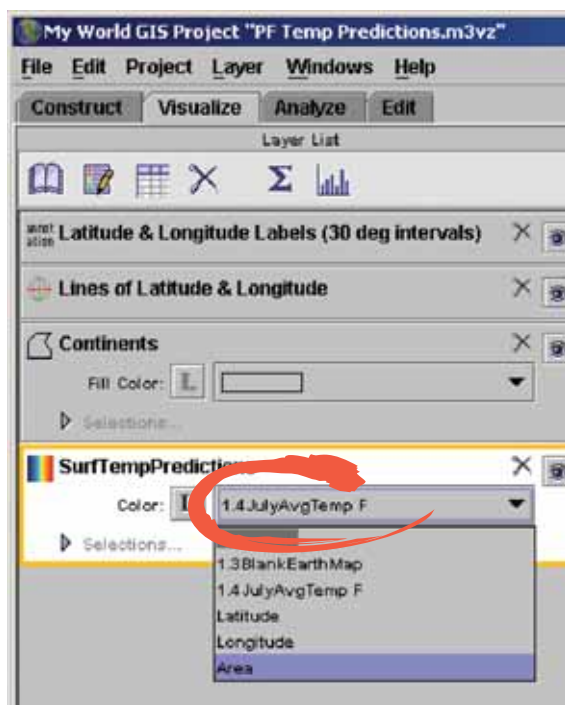 My World GIS Project "PF Temp Predictions.m3vz"
File Edit Project Layer Windows Help
Construct Visualize Analyze Edit
Layer List
Σ
Latitude & Longitude Labels (30 deg intervals)
Lines of Latitude & Longitude
Continents
Fill Color: L
Selections...
SurfTempPredictions
Color: L 1.4JulyAvgTemp F
Selections...
1.3BlankEarthMap
1.4JulyAvgTemp F
Latitude
Longitude
Area